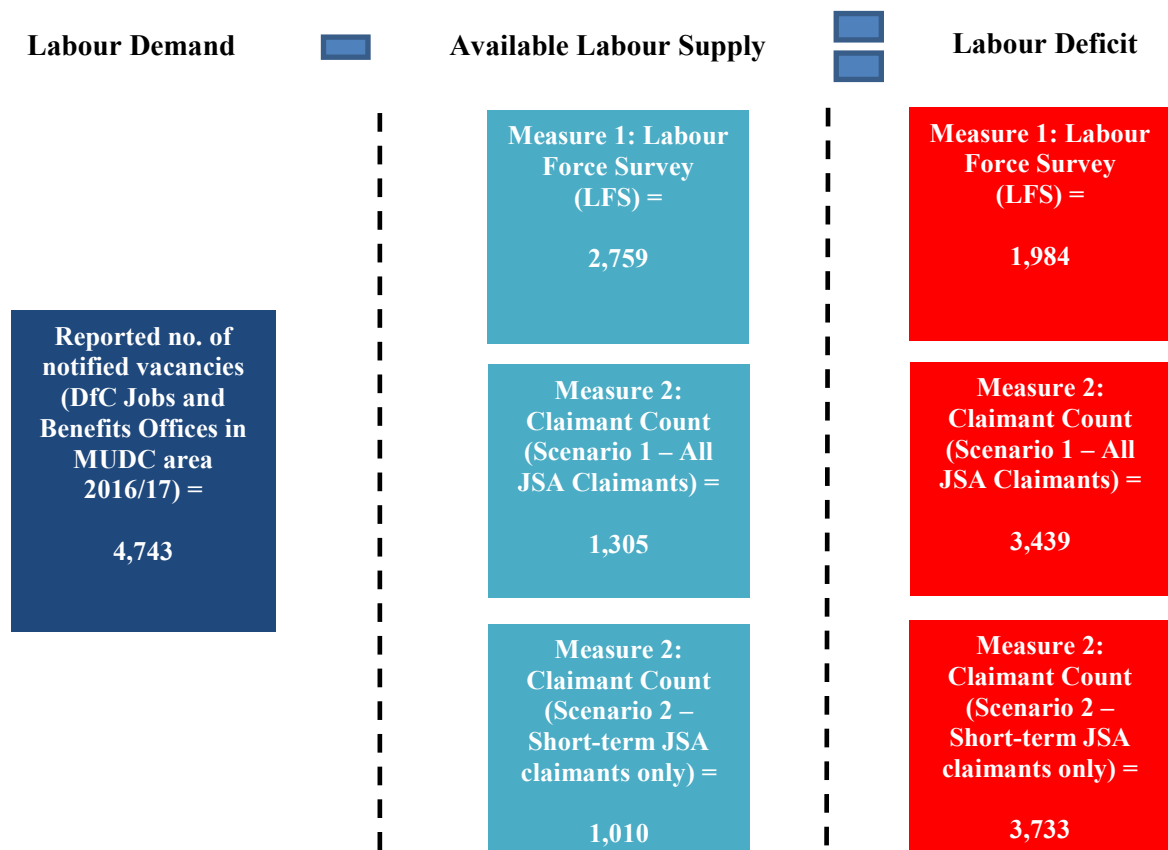 Labour Demand
Available Labour Supply
Labour Deficit
Reported no. of
notified vacancies
(DfC Jobs and
Benefits Offices in
MUDC area
2016/17) =
4,743
Measure 1: Labour
Force Survey
(LFS) =
2,759
Measure 2:
Claimant Count
(Scenario 1 – All
JSA Claimants) =
1,305
Measure 2:
Claimant Count
(Scenario 2 –
Short-term JSA
claimants only) =
1,010
Measure 1: Labour
Force Survey
(LFS) =
1,984
Measure 2:
Claimant Count
(Scenario 1 – All
JSA Claimants) =
3,439
Measure 2:
Claimant Count
(Scenario 2 –
Short-term JSA
claimants only) =
3,733